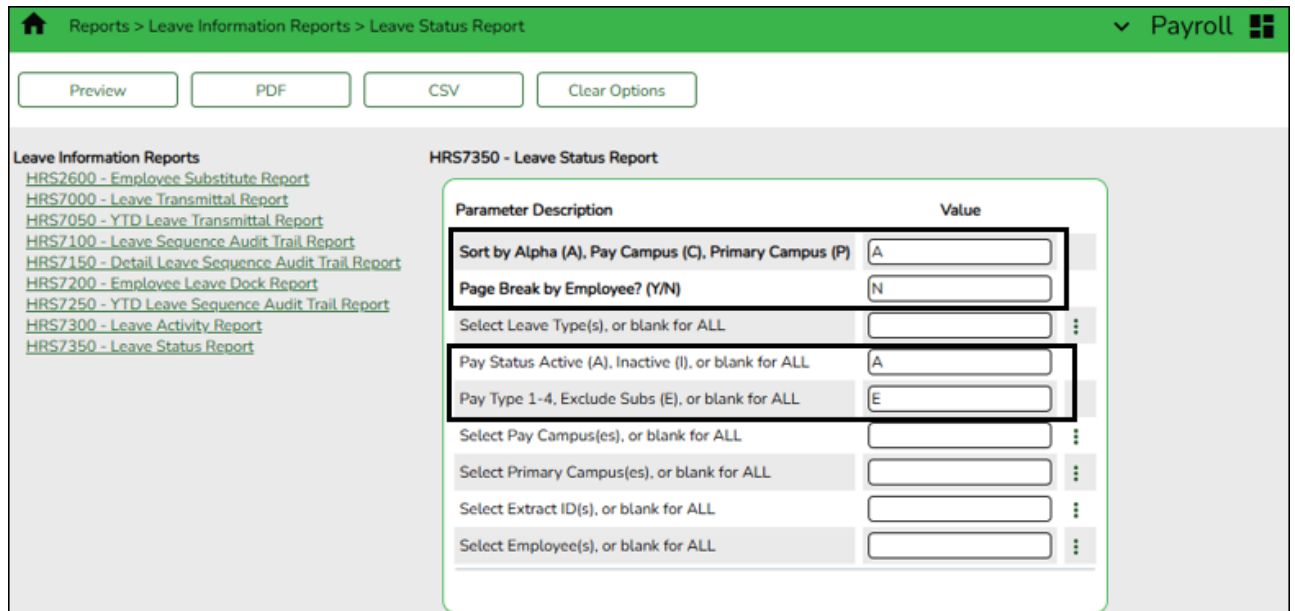 Reports > Leave Information Reports > Leave Status Report
Payroll
Preview
PDF
CSV
Clear Options
Leave Information Reports
HRS2600 - Employee Substitute Report
HRS7000 - Leave Transmittal Report
HRS7050 - YTD Leave Transmittal Report
HRS7100 - Leave Sequence Audit Trail Report
HRS7150 - Detail Leave Sequence Audit Trail Report
HRS7200 - Employee Leave Dock Report
HRS7250 - YTD Leave Sequence Audit Trail Report
HRS7300 - Leave Activity Report
HRS7350 - Leave Status Report
HRS7350 - Leave Status Report
Parameter Description Value
Sort by Alpha (A), Pay Campus (C), Primary Campus (P) A
Page Break by Employee? (Y/N) N
Select Leave Type(s), or blank for ALL
Pay Status Active (A), Inactive (I), or blank for ALL A
Pay Type 1-4, Exclude Subs (E), or blank for ALL E
Select Pay Campus(es), or blank for ALL
Select Primary Campus(es), or blank for ALL
Select Extract ID(s), or blank for ALL
Select Employee(s), or blank for ALL